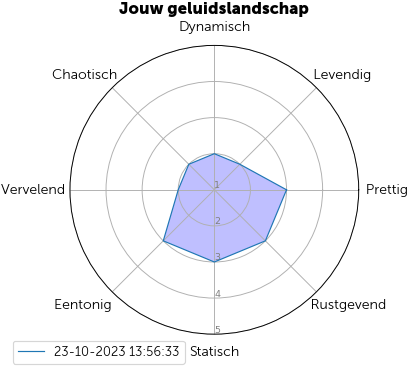 Jouw geluidslandschap
Dynamisch
Chaotisch
Levendig
Vervelend
Prettig
1
2
3
4
5
Eentonig
Rustgevend
Statisch
23-10-2023 13:56:33